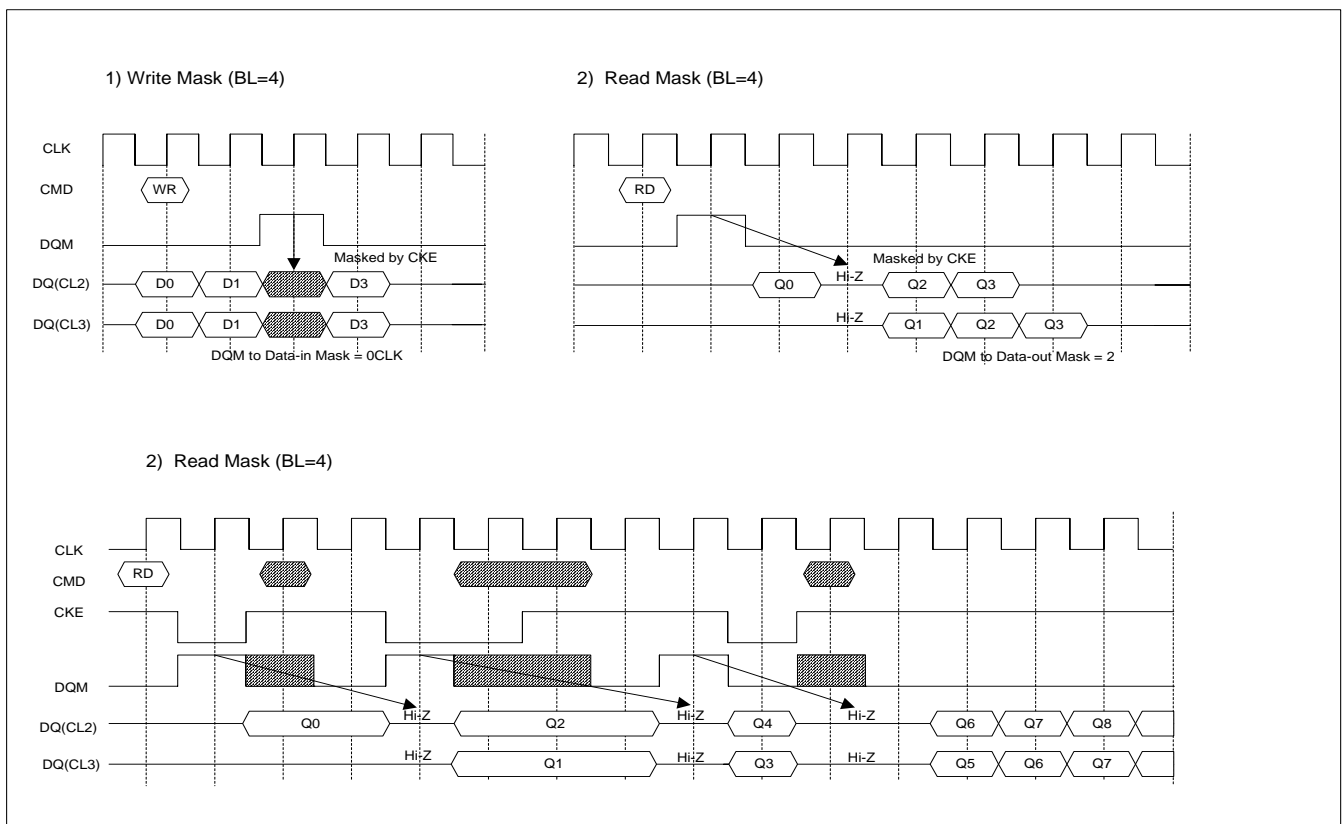 1) Write Mask (BL=4)
2) Read Mask (BL=4)
CLK
CMD
WR
RD
DQM
Masked by CKE
Masked by CKE
Hi-Z
DQ(CL2)
D0
D1
D3
Q0
Q2
Q3
DQ(CL3)
D0
D1
D3
Hi-Z
Q1
Q2
Q3
DQM to Data-in Mask = 0CLK
DQM to Data-out Mask = 2
2) Read Mask (BL=4)
CLK
CMD
RD
CKE
DQM
DQ(CL2)
Q0
Hi-Z
Q2
Hi-Z
Q4
Hi-Z
Q6
Q7
Q8
DQ(CL3)
Hi-Z
Q1
Hi-Z
Q3
Hi-Z
Q5
Q6
Q7